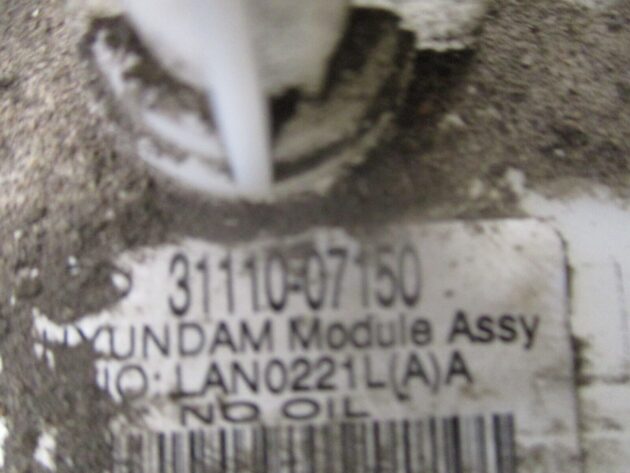 31110-07150
HYUNDAM Module Assy
NO: LAN0221L(A)A
NO OIL